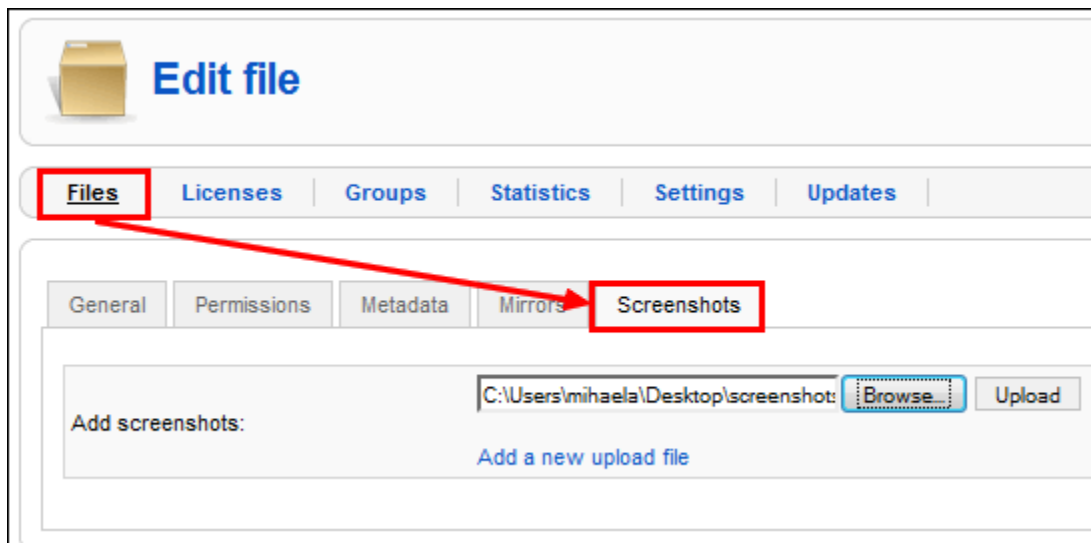 Edit file
Files Licenses Groups Statistics Settings Updates
General Permissions Metadata Mirrors Screenshots
C:\Users\mihaela\Desktop\screenshots Browse... Upload
Add screenshots:
Add a new upload file